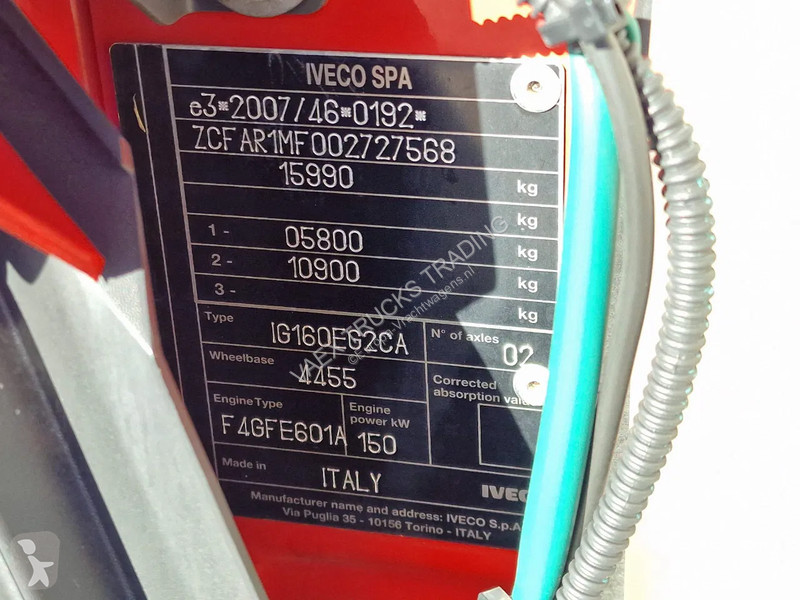 IVECO SPA
e3*2007/46*0192*
ZCFAR1MF002727568
15990 kg
kg
1- 05800 kg
2- 10900 kg
3- kg
Type IG160EG2CA N° of axles 02
Wheelbase 4455 Corrected absorption value
Engine Type F4GFE601A Engine power kW 150
Made in ITALY IVECO
Manufacturer name and address: IVECO S.p.A
Via Puglia 35 - 10156 Torino - ITALY
VAEX TRUCKS TRADING